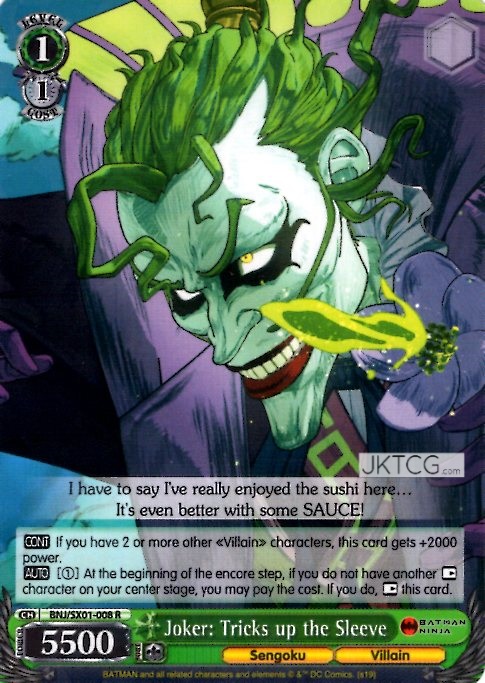 LEVEL
1
1
COST
JKTCG.com
I have to say I've really enjoyed the sushi here...
It's even better with some SAUCE!
CONT If you have 2 or more other «Villain» characters, this card gets +2000
power.
AUTO [①] At the beginning of the encore step, if you do not have another
character on your center stage, you may pay the cost. If you do, this card.
CH BNJ/SX01-008 R
POWER 5500
Joker: Tricks up the Sleeve
BATMAN
NINJA
Sengoku Villain
BATMAN and all related characters and elements © & ™ DC Comics. (s19)